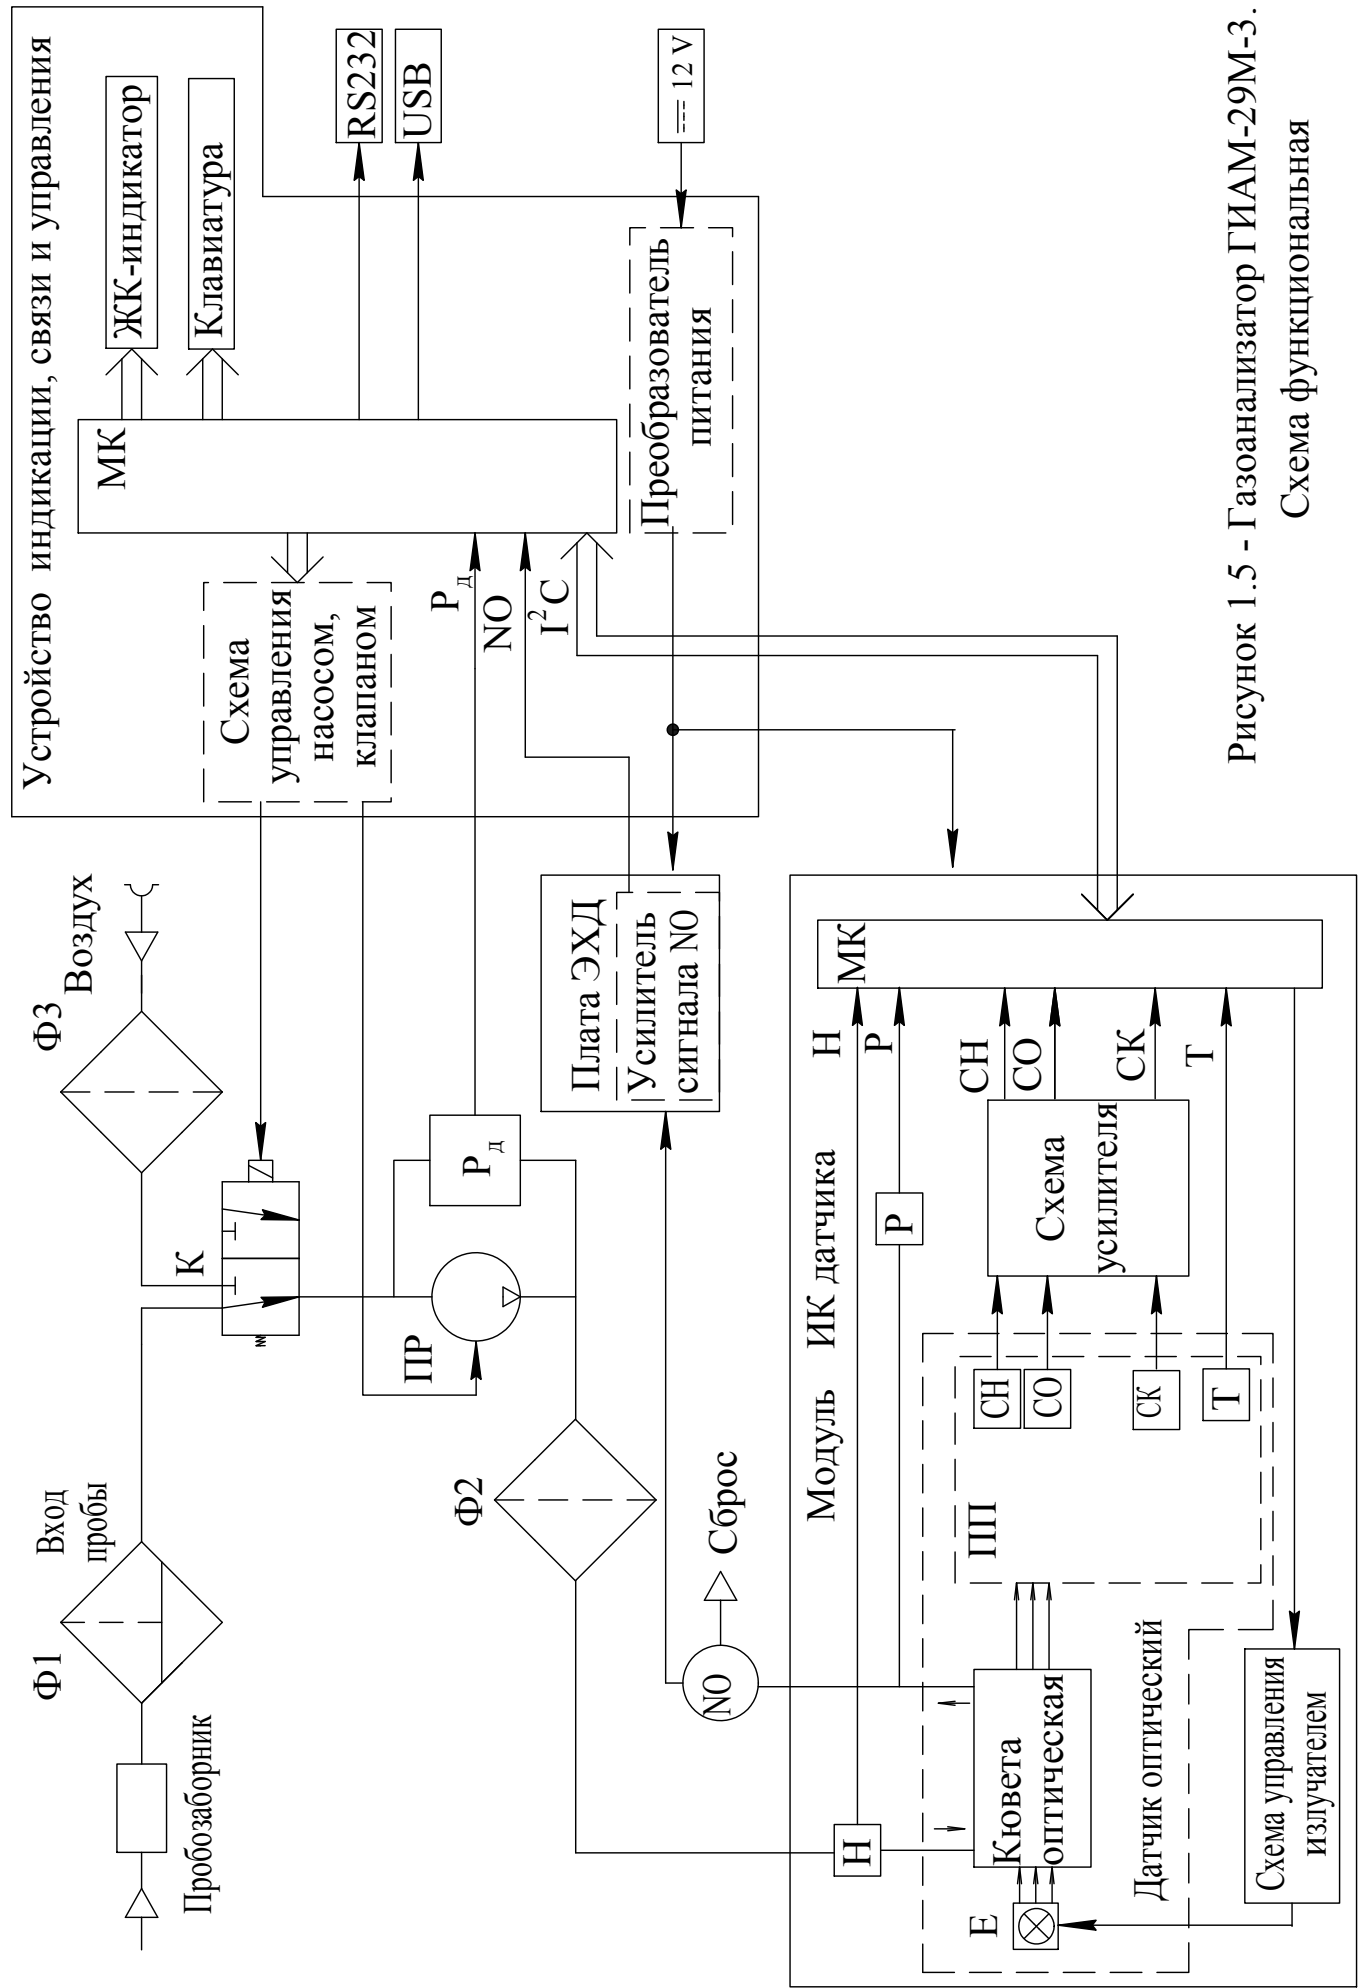 Устройство индикации, связи и управления
ЖК-индикатор
Клавиатура
RS232
USB
12 V
МК
Преобразователь
питания
Схема
управления
насосом,
клапаном
Рд
NO
I²C
Воздух
Ф3
К
Вход
пробы
Ф1
Пробозаборник
Рд
ПР
Ф2
Плата ЭХД
Усилитель
сигнала NO
NO
Сброс
Модуль ИК датчика
Н
Р
СН
СО
СК
Т
МК
Р
Схема
усилителя
СН
СО
СК
Т
ПП
Н
Кювета
оптическая
Е
Датчик оптический
Схема управления
излучателем
Рисунок 1.5 - Газоанализатор ГИАМ-29М-3.
Схема функциональная